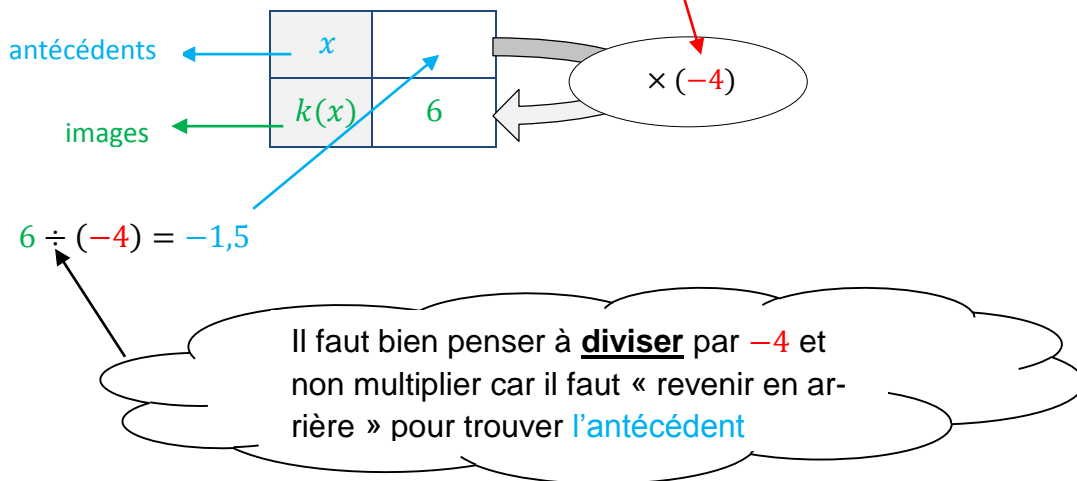 antécédents
x
× (−4)
images
k(x)
6
6 ÷ (−4) = −1,5
Il faut bien penser à diviser par −4 et
non multiplier car il faut « revenir en ar-
rière » pour trouver l’antécédent